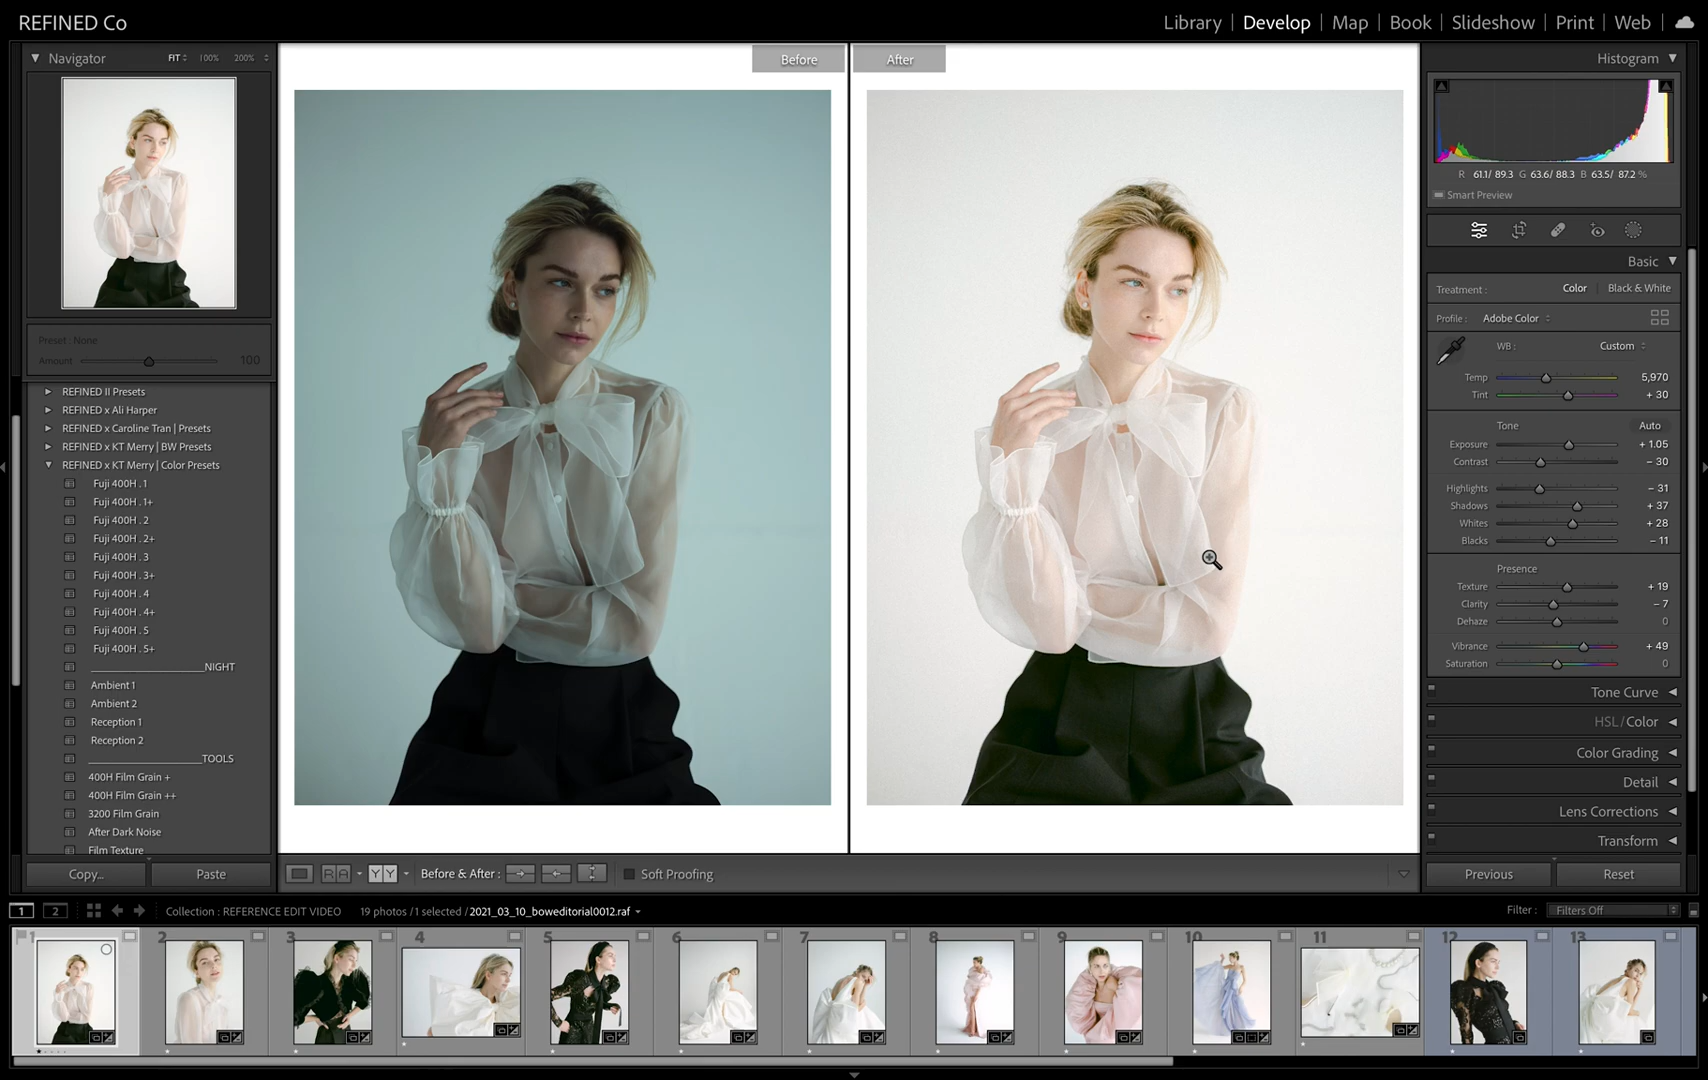 REFINED Co
Library | Develop | Map | Book | Slideshow | Print | Web
Navigator FIT 100% 200%
Preset: None
Amount 100
REFINED II Presets
REFINED x Ali Harper
REFINED x Caroline Tran | Presets
REFINED x KT Merry | BW Presets
REFINED x KT Merry | Color Presets
Fuji 400H . 1
Fuji 400H . 1+
Fuji 400H . 2
Fuji 400H . 2+
Fuji 400H . 3
Fuji 400H . 3+
Fuji 400H . 4
Fuji 400H . 4+
Fuji 400H . 5
Fuji 400H . 5+
____________________NIGHT
Ambient 1
Ambient 2
Reception 1
Reception 2
____________________TOOLS
400H Film Grain +
400H Film Grain ++
3200 Film Grain
After Dark Noise
Film Texture
Copy... Paste
Before After
Histogram
R 61.1/ 89.3 G 63.6/ 88.3 B 63.5/ 87.2 %
Smart Preview
Basic
Treatment : Color | Black & White
Profile : Adobe Color
WB : Custom
Temp 5,970
Tint + 30
Tone Auto
Exposure + 1.05
Contrast – 30
Highlights – 31
Shadows + 37
Whites + 28
Blacks – 11
Presence
Texture + 19
Clarity – 7
Dehaze 0
Vibrance + 49
Saturation 0
Tone Curve
HSL / Color
Color Grading
Detail
Lens Corrections
Transform
Previous Reset
R A Y Y Before & After : Soft Proofing
1 2 Collection : REFERENCE EDIT VIDEO 19 photos / 1 selected / 2021_03_10_boweditorial0012.raf Filter : Filters Off
1 2 3 4 5 6 7 8 9 10 11 12 13